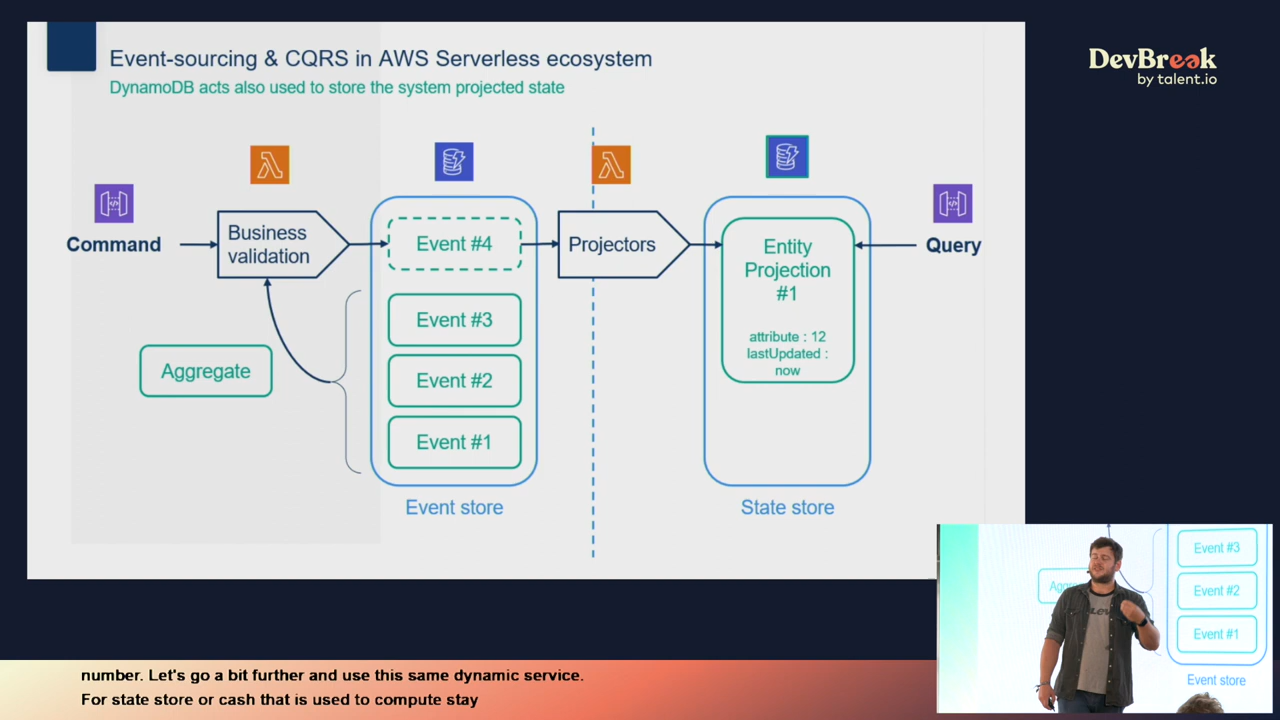 Event-sourcing & CQRS in AWS Serverless ecosystem
DynamoDB acts also used to store the system projected state
DevBreak
by talent.io
Command
Business
validation
Event #4
Projectors
Entity
Projection
#1
Query
attribute : 12
lastUpdated :
now
Event #3
Aggregate
Event #2
Event #1
Event store
State store
Event #3
Event #2
Event #1
Event store
number. Let's go a bit further and use this same dynamic service.
For state store or cash that is used to compute stay